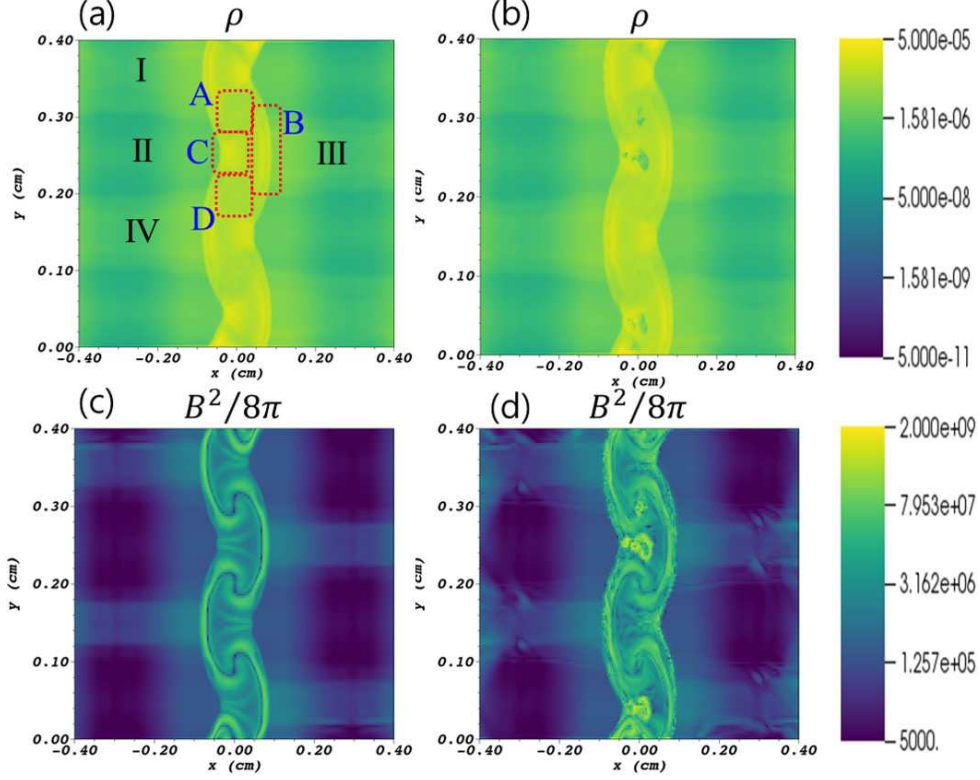 (a) ρ
(b) ρ
0.40
0.30
0.20
0.10
0.00
y (cm)
I
II
III
IV
A
B
C
D
-0.40 -0.20 0.00 0.20 0.40
x (cm)
0.40
0.30
0.20
0.10
0.00
y (cm)
-0.40 -0.20 0.00 0.20 0.40
x (cm)
5.000e-05
1.581e-06
5.000e-08
1.581e-09
5.000e-11
(c) B²/8π
(d) B²/8π
0.40
0.30
0.20
0.10
0.00
y (cm)
-0.40 -0.20 0.00 0.20 0.40
x (cm)
0.40
0.30
0.20
0.10
0.00
y (cm)
-0.40 -0.20 0.00 0.20 0.40
x (cm)
2.000e+09
7.953e+07
3.162e+06
1.257e+05
5000.